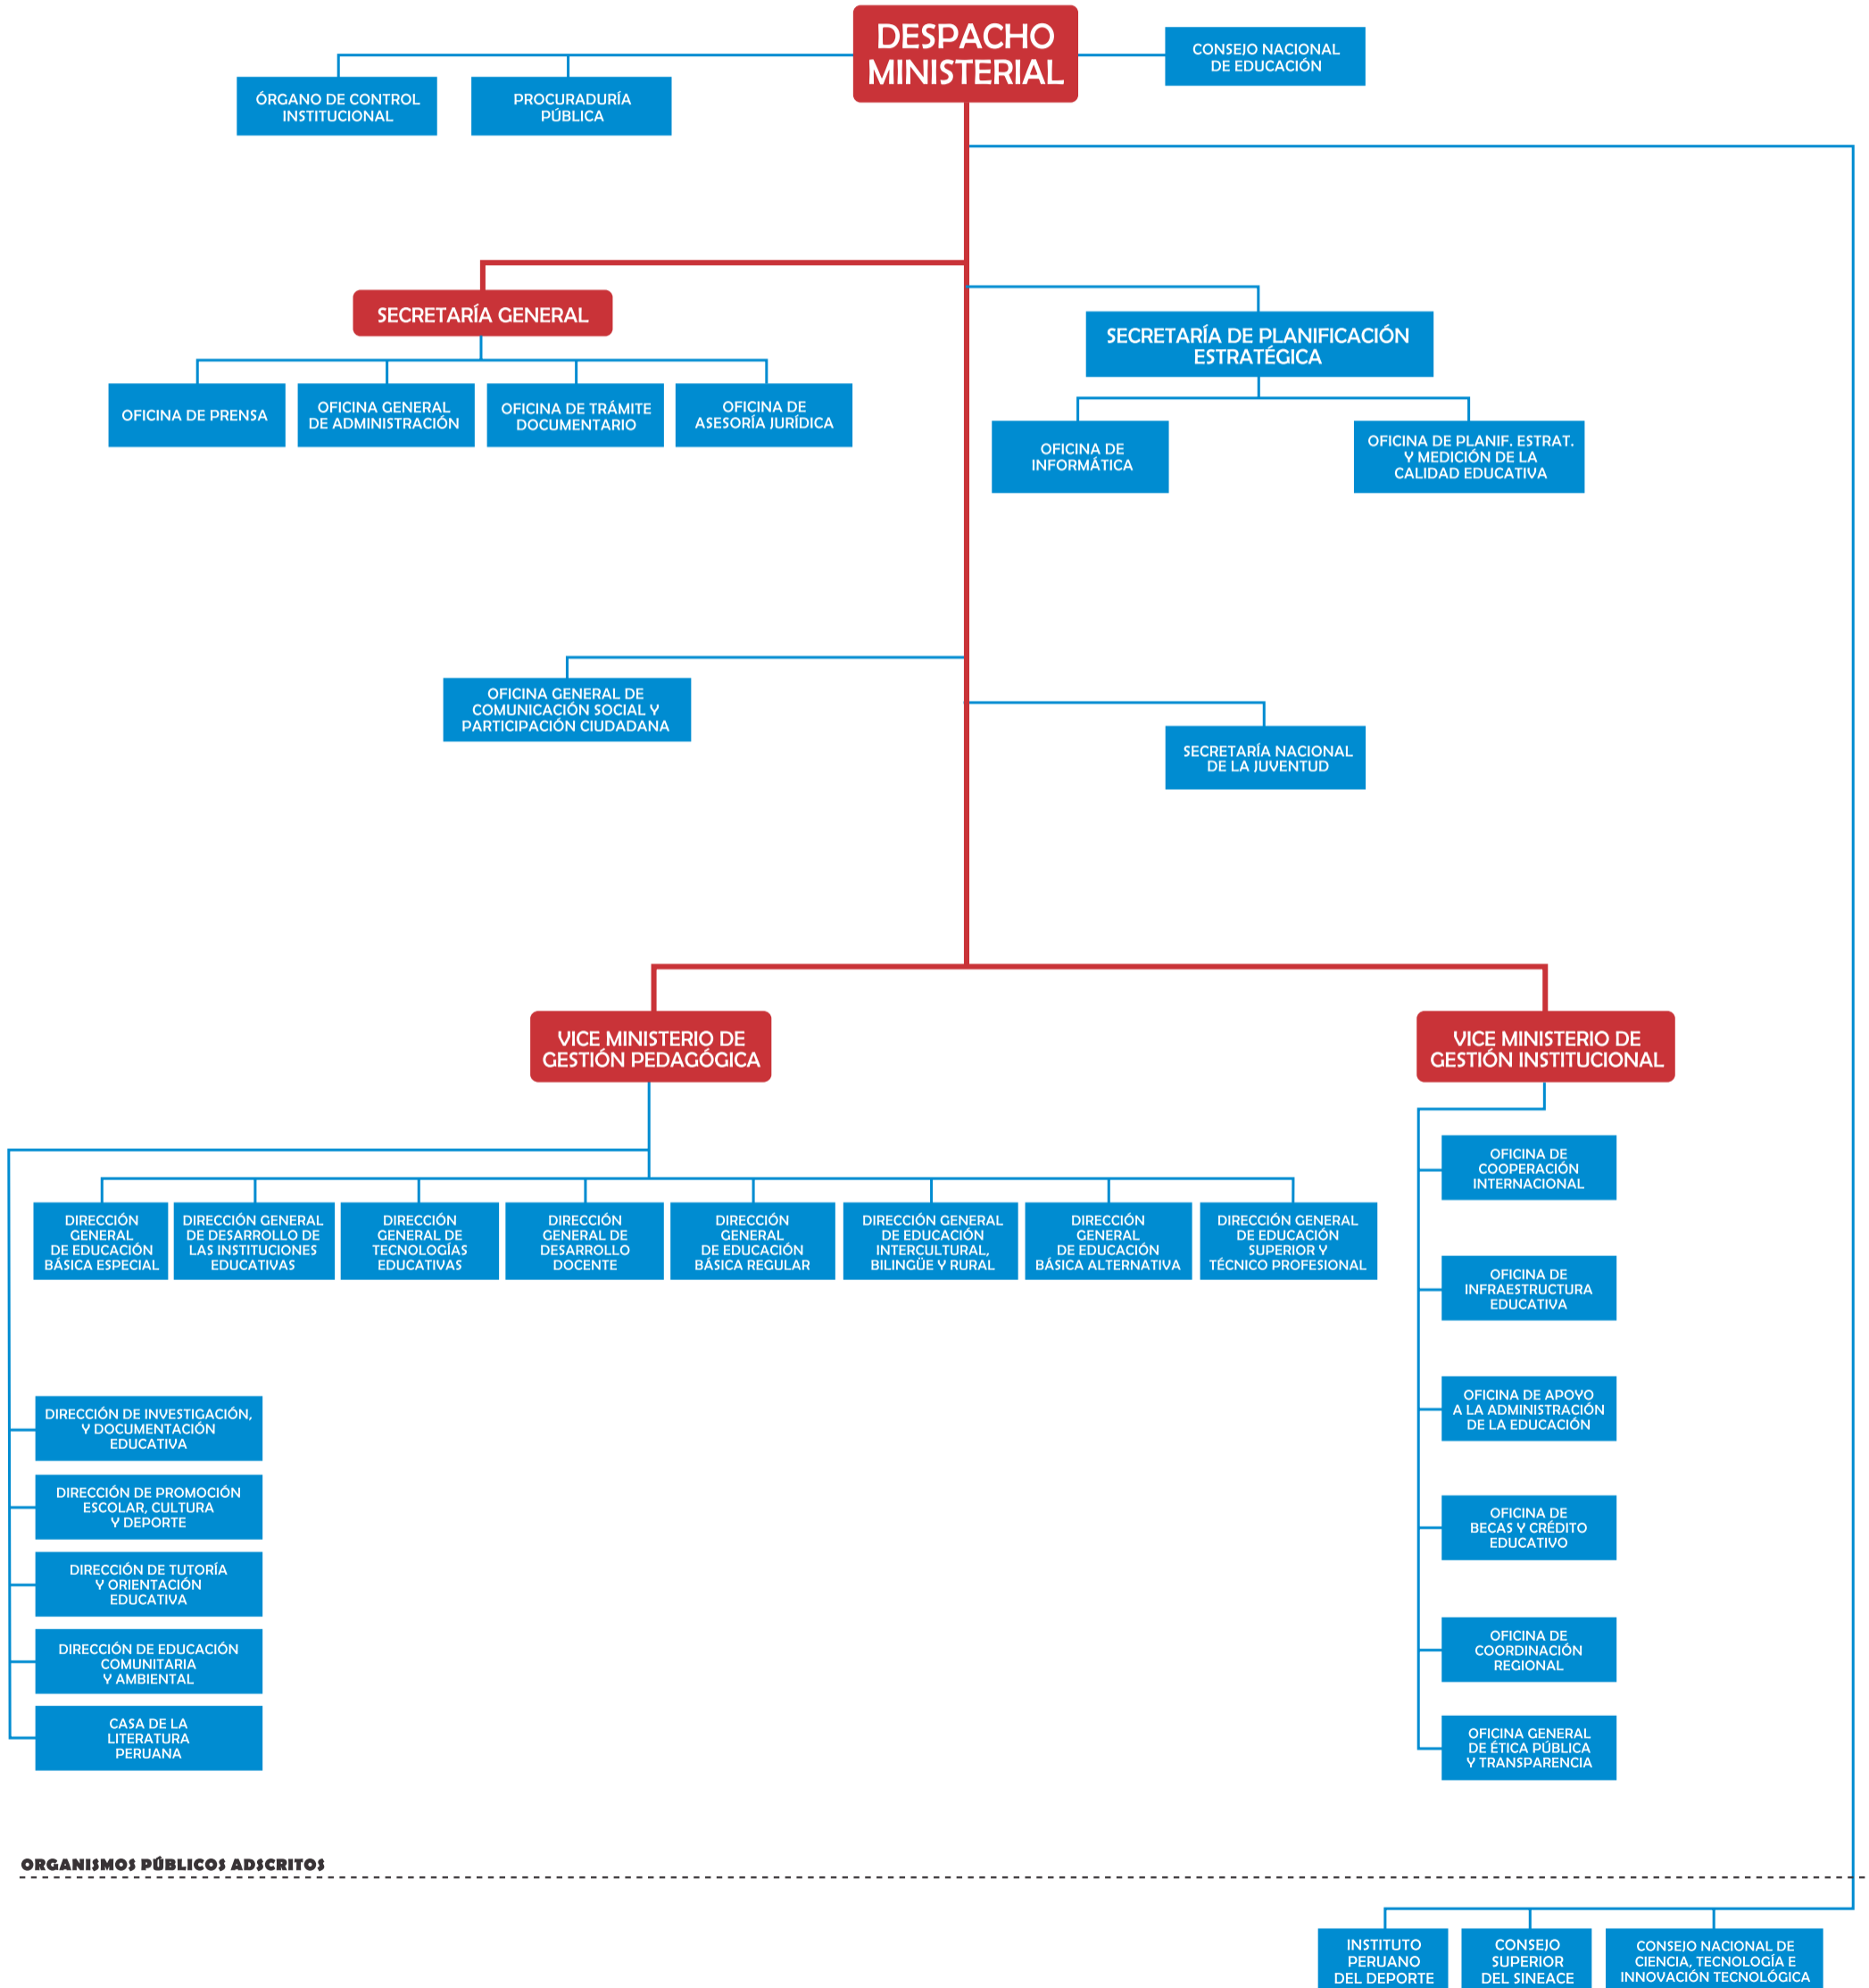 DESPACHO
MINISTERIAL
CONSEJO NACIONAL
DE EDUCACIÓN
ÓRGANO DE CONTROL
INSTITUCIONAL
PROCURADURÍA
PÚBLICA
SECRETARÍA GENERAL
SECRETARÍA DE PLANIFICACIÓN
ESTRATÉGICA
OFICINA DE PRENSA
OFICINA GENERAL
DE ADMINISTRACIÓN
OFICINA DE TRÁMITE
DOCUMENTARIO
OFICINA DE
ASESORÍA JURÍDICA
OFICINA DE
INFORMÁTICA
OFICINA DE PLANIF. ESTRAT.
Y MEDICIÓN DE LA
CALIDAD EDUCATIVA
OFICINA GENERAL DE
COMUNICACIÓN SOCIAL Y
PARTICIPACIÓN CIUDADANA
SECRETARÍA NACIONAL
DE LA JUVENTUD
VICE MINISTERIO DE
GESTIÓN PEDAGÓGICA
VICE MINISTERIO DE
GESTIÓN INSTITUCIONAL
DIRECCIÓN
GENERAL
DE EDUCACIÓN
BÁSICA ESPECIAL
DIRECCIÓN GENERAL
DE DESARROLLO DE
LAS INSTITUCIONES
EDUCATIVAS
DIRECCIÓN
GENERAL DE
TECNOLOGÍAS
EDUCATIVAS
DIRECCIÓN
GENERAL DE
DESARROLLO
DOCENTE
DIRECCIÓN
GENERAL
DE EDUCACIÓN
BÁSICA REGULAR
DIRECCIÓN GENERAL
DE EDUCACIÓN
INTERCULTURAL,
BILINGÜE Y RURAL
DIRECCIÓN
GENERAL
DE EDUCACIÓN
BÁSICA ALTERNATIVA
DIRECCIÓN GENERAL
DE EDUCACIÓN
SUPERIOR Y
TÉCNICO PROFESIONAL
OFICINA DE
COOPERACIÓN
INTERNACIONAL
OFICINA DE
INFRAESTRUCTURA
EDUCATIVA
OFICINA DE APOYO
A LA ADMINISTRACIÓN
DE LA EDUCACIÓN
OFICINA DE
BECAS Y CRÉDITO
EDUCATIVO
OFICINA DE
COORDINACIÓN
REGIONAL
OFICINA GENERAL
DE ÉTICA PÚBLICA
Y TRANSPARENCIA
DIRECCIÓN DE INVESTIGACIÓN,
Y DOCUMENTACIÓN
EDUCATIVA
DIRECCIÓN DE PROMOCIÓN
ESCOLAR, CULTURA
Y DEPORTE
DIRECCIÓN DE TUTORÍA
Y ORIENTACIÓN
EDUCATIVA
DIRECCIÓN DE EDUCACIÓN
COMUNITARIA
Y AMBIENTAL
CASA DE LA
LITERATURA
PERUANA
ORGANISMOS PÚBLICOS ADSCRITOS
INSTITUTO
PERUANO
DEL DEPORTE
CONSEJO
SUPERIOR
DEL SINEACE
CONSEJO NACIONAL DE
CIENCIA, TECNOLOGÍA E
INNOVACIÓN TECNOLÓGICA